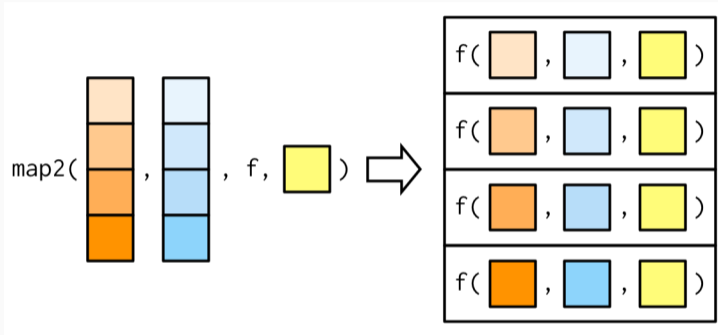 map2( , , f, )
f( , , )
f( , , )
f( , , )
f( , , )